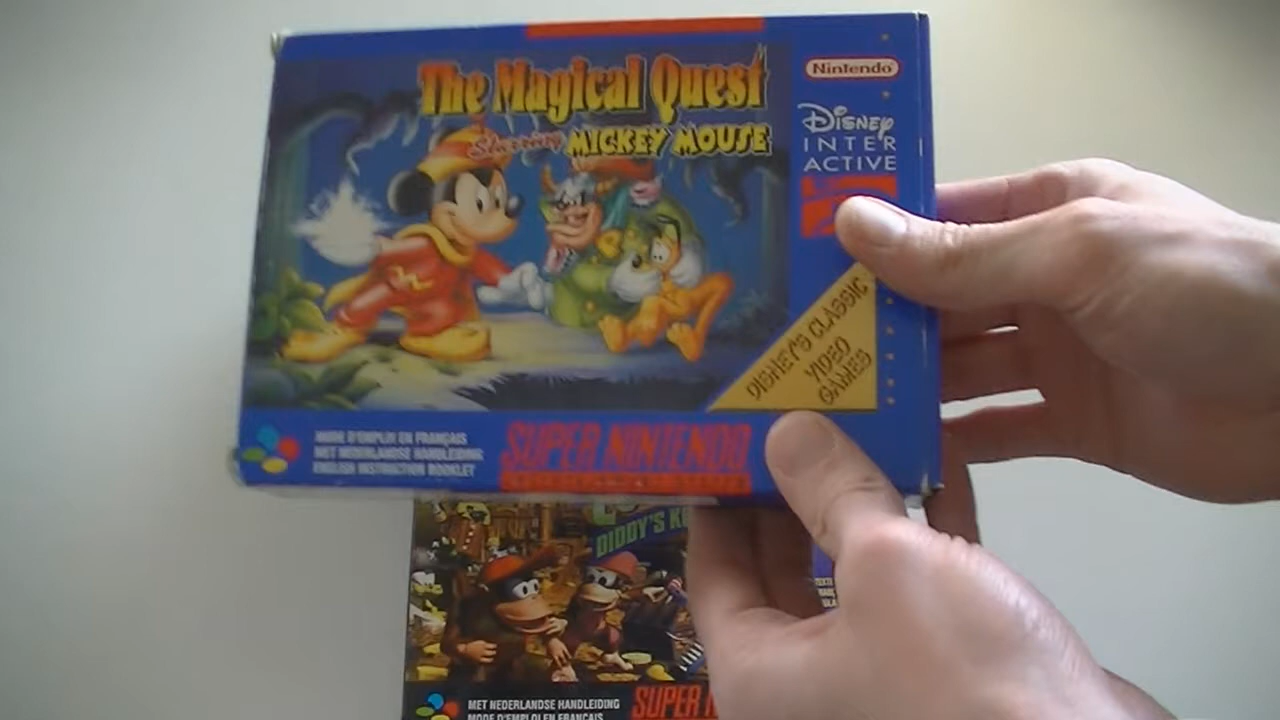 The Magical Quest
Starring MICKEY MOUSE
Nintendo
DISNEY
INTER
ACTIVE
DISNEY'S CLASSIC
VIDEO
GAMES
MODE D'EMPLOI EN FRANÇAIS
MET NEDERLANDSE HANDLEIDING
ENGLISH INSTRUCTION BOOKLET
SUPER NINTENDO
DIDDY'S
MET NEDERLANDSE HANDLEIDING
MODE D'EMPLOI EN FRANCAIS
SUPER